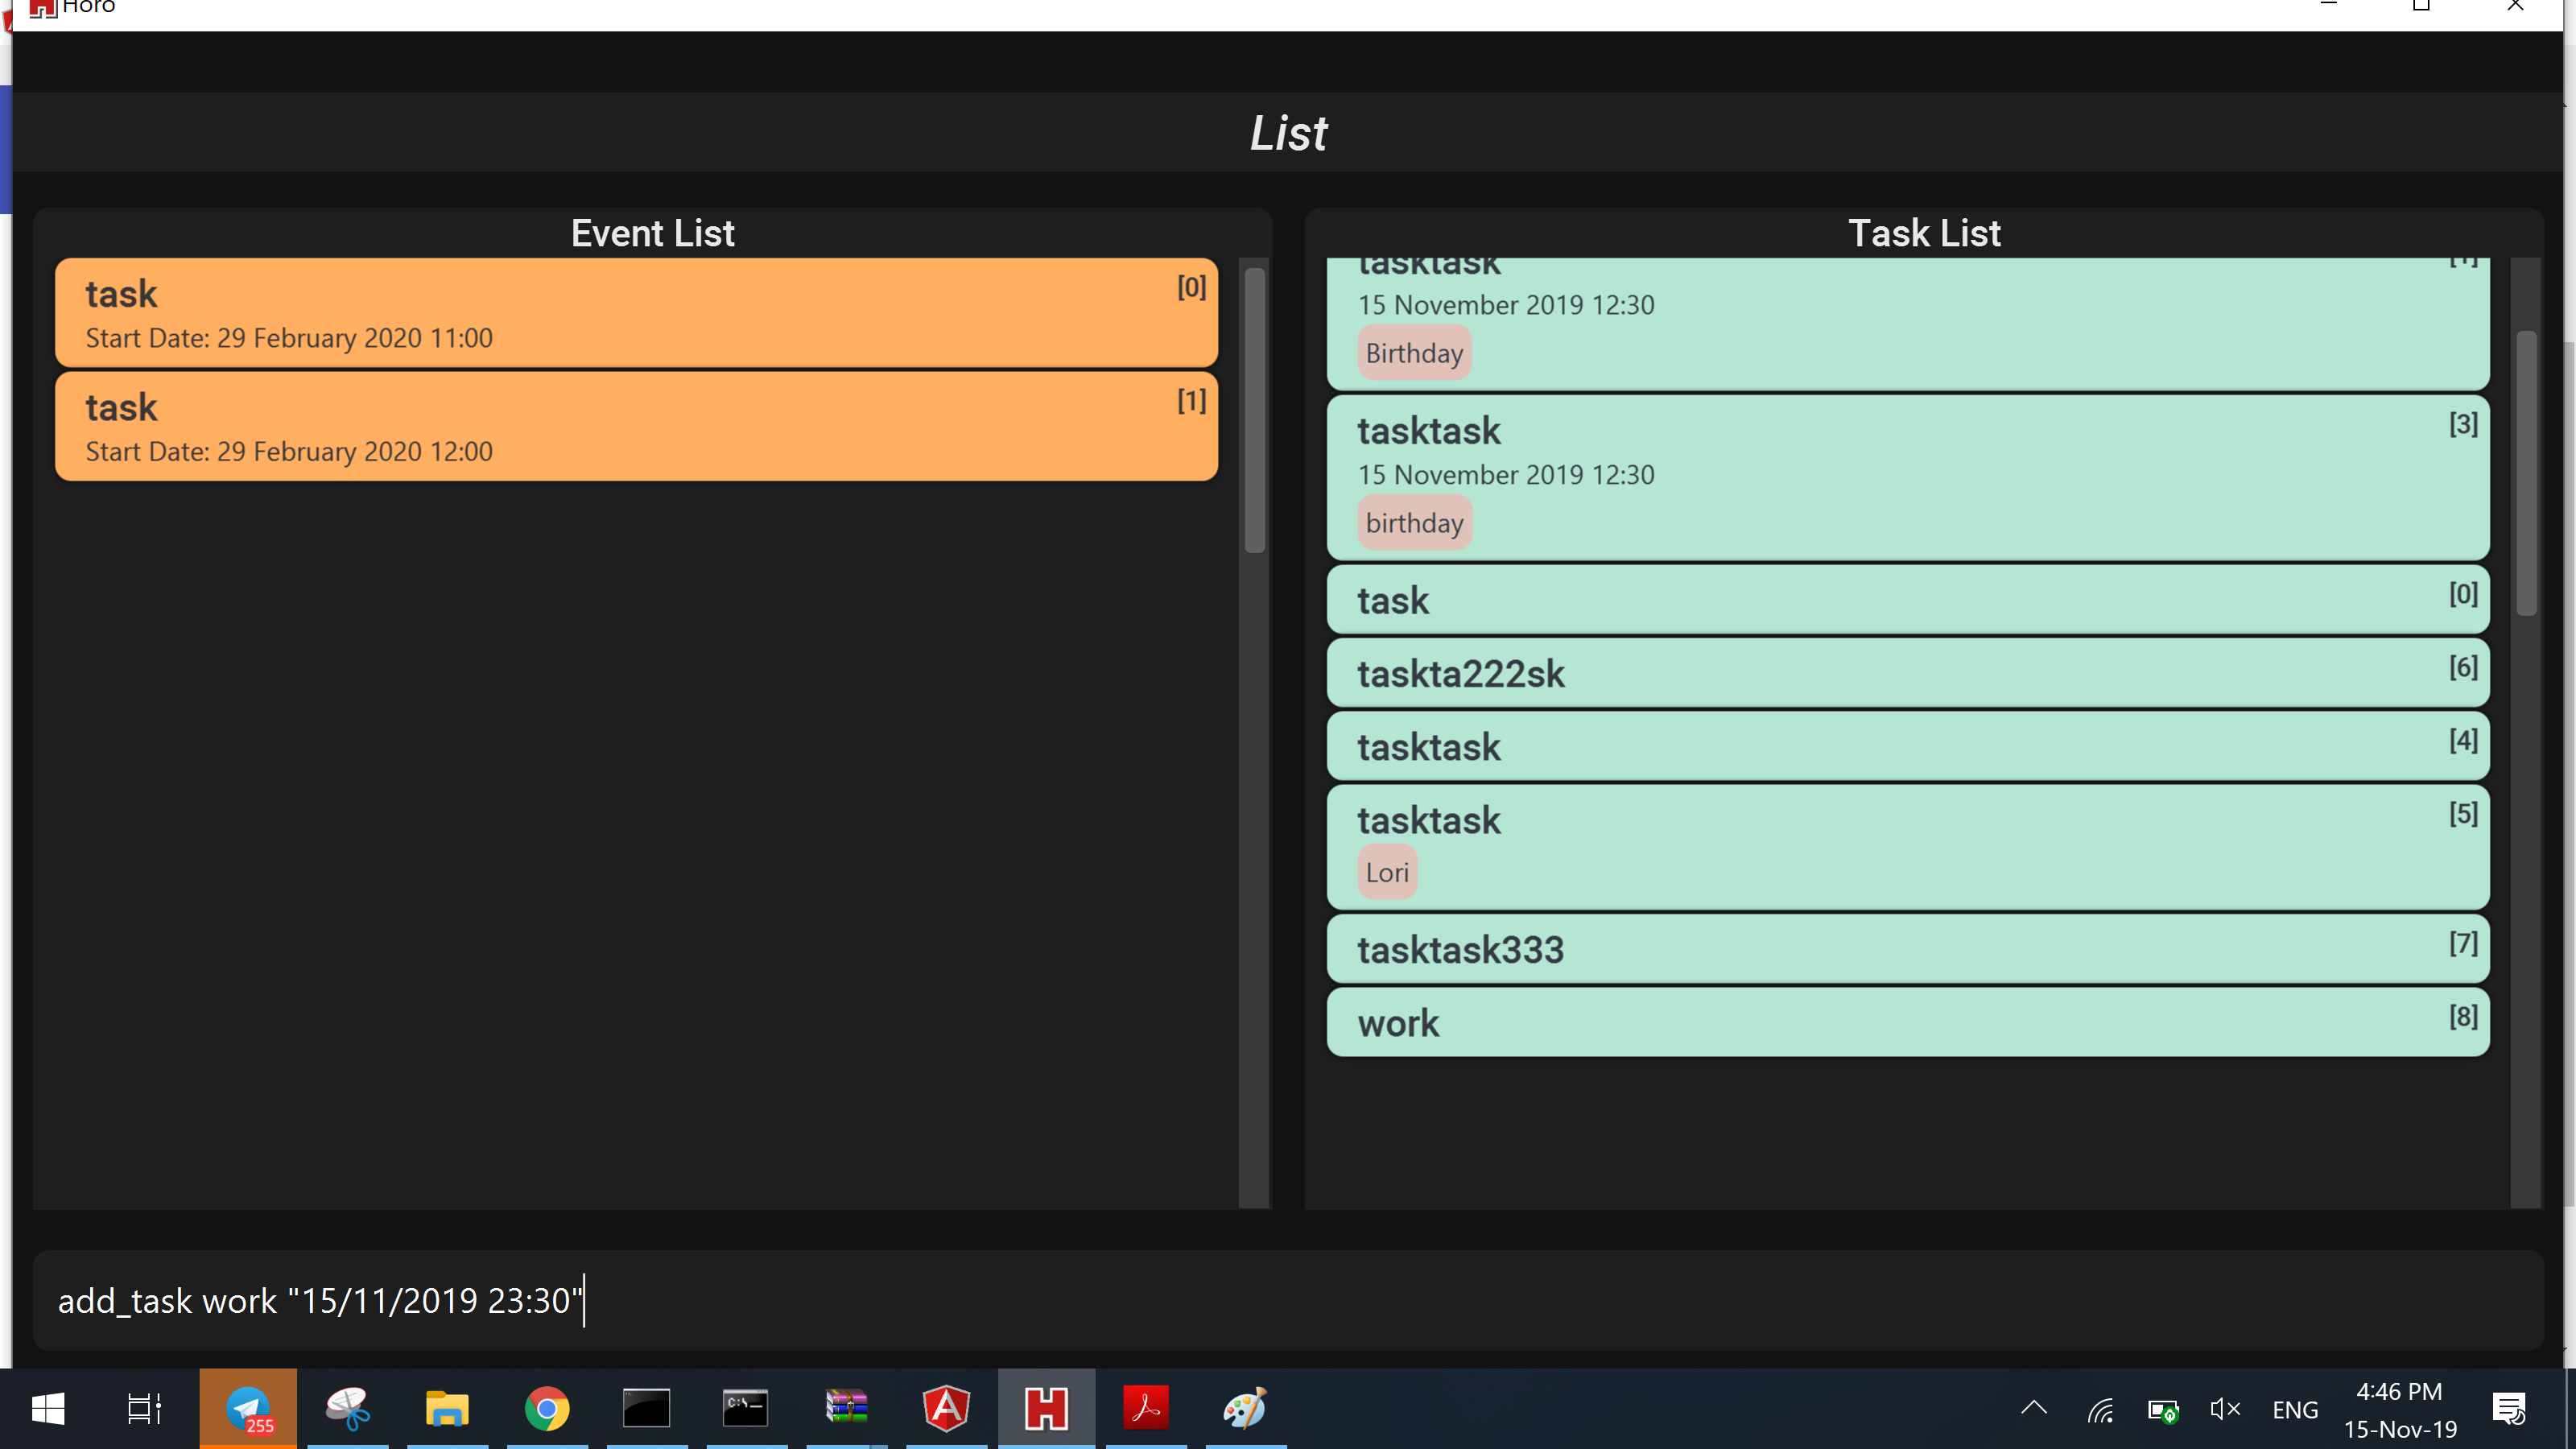 Horo
List
Event List
task [0]
Start Date: 29 February 2020 11:00
task [1]
Start Date: 29 February 2020 12:00
Task List
tasktask
15 November 2019 12:30
Birthday
tasktask [3]
15 November 2019 12:30
birthday
task [0]
taskta222sk [6]
tasktask [4]
tasktask [5]
Lori
tasktask333 [7]
work [8]
add_task work "15/11/2019 23:30"
255
C:\
ENG
4:46 PM
15-Nov-19